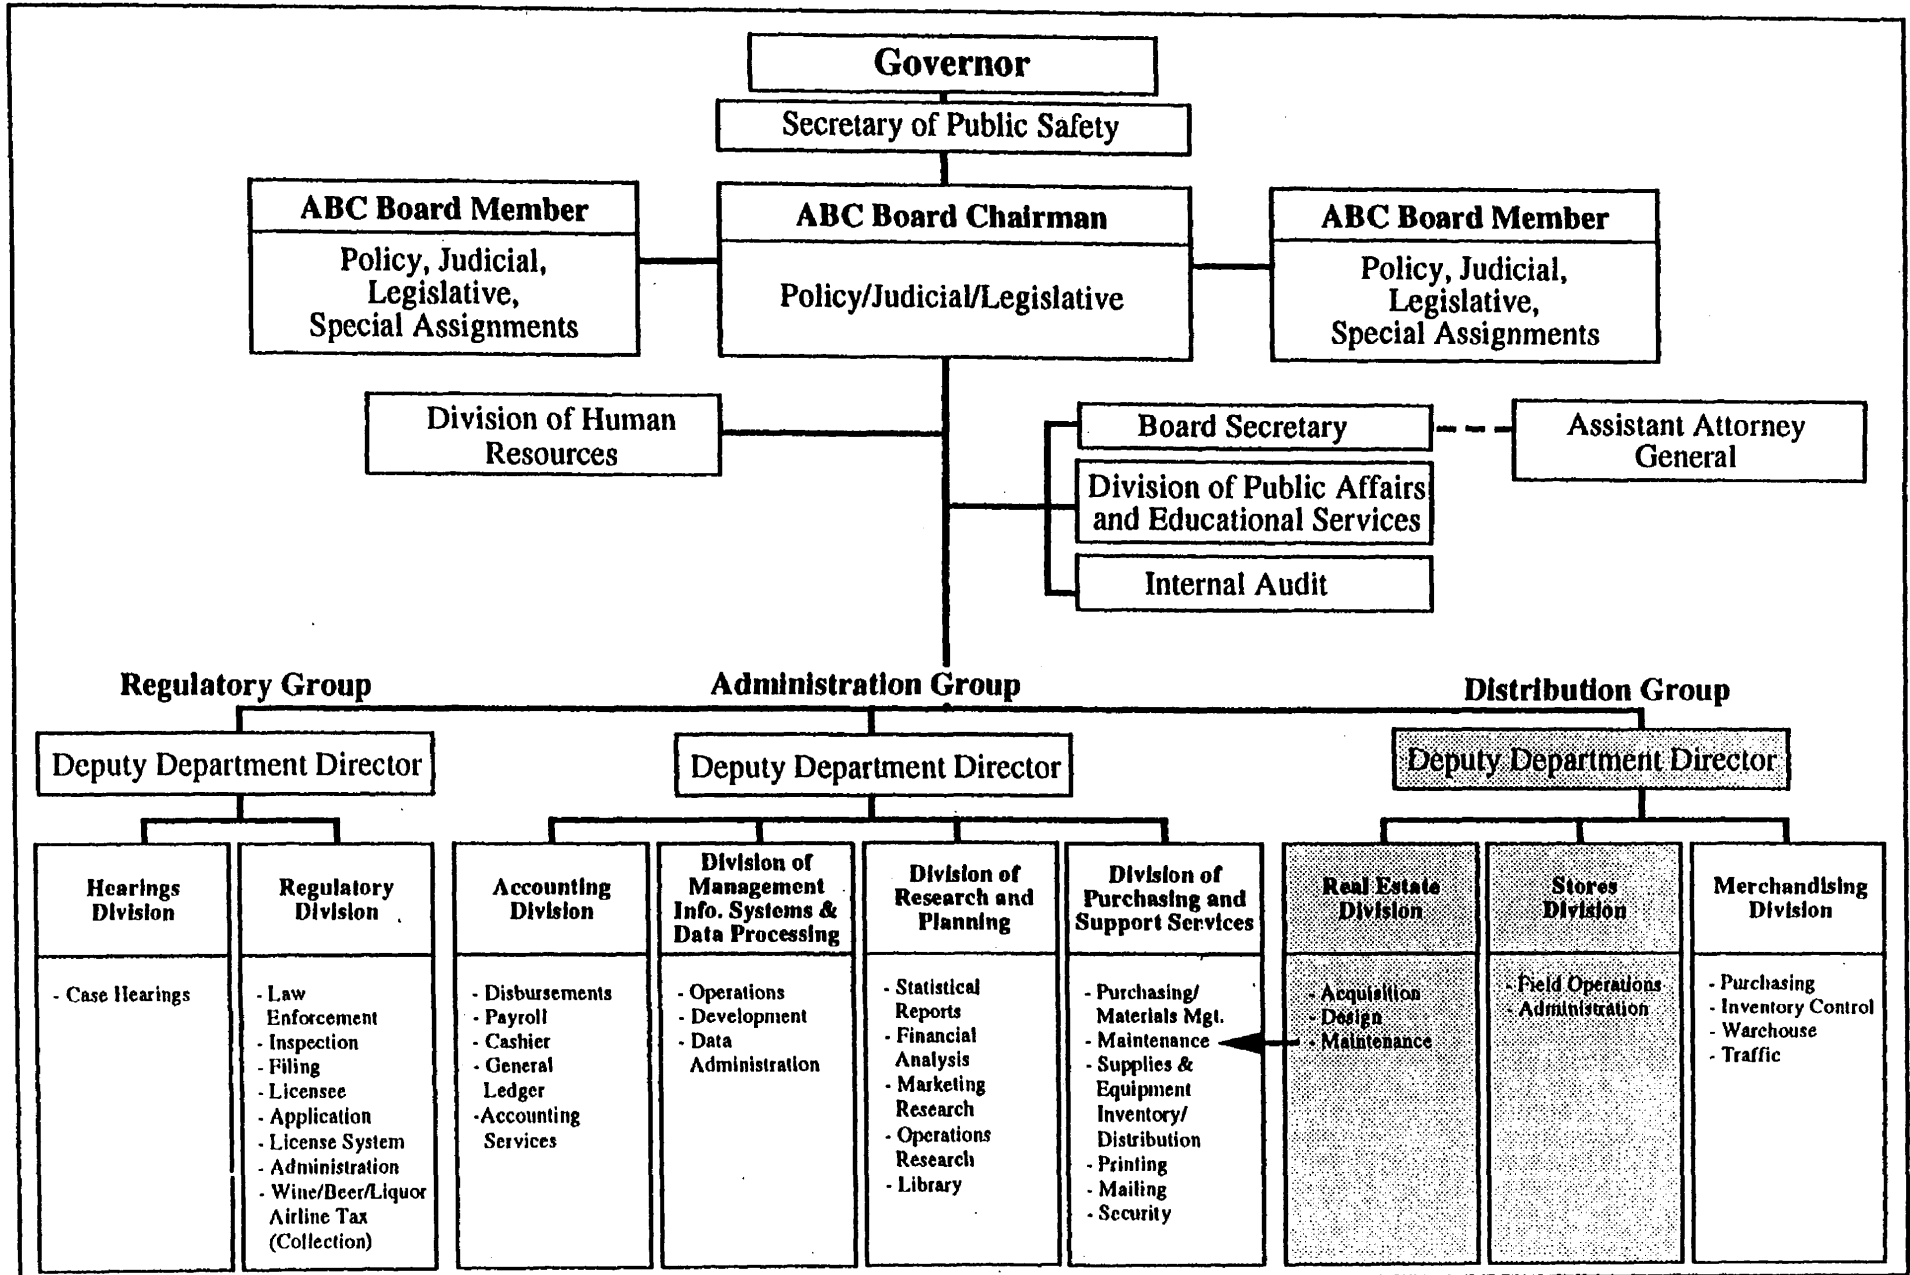 Governor
Secretary of Public Safety
ABC Board Member
Policy, Judicial,
Legislative,
Special Assignments
ABC Board Chairman
Policy/Judicial/Legislative
ABC Board Member
Policy, Judicial,
Legislative,
Special Assignments
Division of Human
Resources
Board Secretary
Assistant Attorney
General
Division of Public Affairs
and Educational Services
Internal Audit
Regulatory Group
Administration Group
Distribution Group
Deputy Department Director
Deputy Department Director
Deputy Department Director
Hearings
Division
- Case Hearings
Regulatory
Division
- Law
Enforcement
- Inspection
- Filing
- Licensee
- Application
- License System
- Administration
- Wine/Beer/Liquor
Airline Tax
(Collection)
Accounting
Division
- Disbursements
- Payroll
- Cashier
- General
Ledger
-Accounting
Services
Division of
Management
Info. Systems &
Data Processing
- Operations
- Development
- Data
Administration
Division of
Research and
Planning
- Statistical
Reports
- Financial
Analysis
- Marketing
Research
- Operations
Research
- Library
Division of
Purchasing and
Support Services
- Purchasing/
Materials Mgt.
- Maintenance
- Supplies &
Equipment
Inventory/
Distribution
- Printing
- Mailing
- Security
Real Estate
Division
- Acquisition
- Design
- Maintenance
Stores
Division
- Field Operations
- Administration
Merchandising
Division
- Purchasing
- Inventory Control
- Warehouse
- Traffic